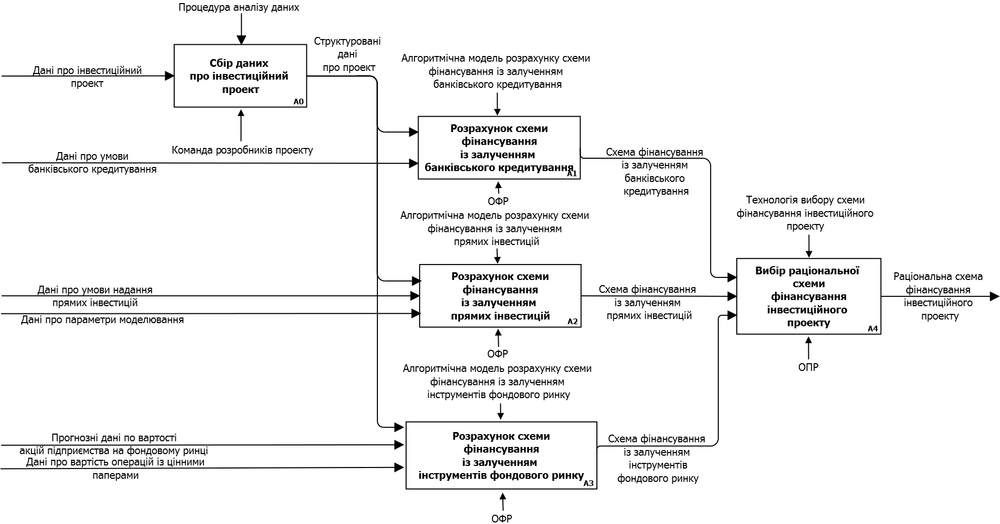 Процедура аналізу даних
Структуровані
дані
про проект
Дані про інвестиційний
проект
Сбір даних
про інвестиційний
проект
A0
Команда розробників проекту
Алгоритмічна модель розрахунку схеми
фінансування із залученням
банківського кредитування
Дані про умови
банківського кредитування
Розрахунок схеми
фінансування
із залученням
банківського кредитування
A1
ОФР
Схема фінансування
із залученням
банківського
кредитування
Алгоритмічна модель розрахунку схеми
фінансування із залученням
прямих інвестицій
Дані про умови надання
прямих інвестицій
Дані про параметри моделювання
Розрахунок схеми
фінансування
із залученням
прямих інвестицій
A2
ОФР
Схема фінансування
із залученням
прямих інвестицій
Технологія вибору схеми
фінансування інвестиційного
проекту
Вибір раціональної
схеми
фінансування
інвестиційного
проекту
A4
ОПР
Раціональна схема
фінансування
інвестиційного
проекту
Алгоритмічна модель розрахунку схеми
фінансування із залученням
інструментів фондового ринку
Прогнозні дані по вартості
акцій підприємства на фондовому ринці
Дані про вартість операцій із цінними
паперами
Розрахунок схеми
фінансування
із залученням
інструментів фондового ринку
A3
ОФР
Схема фінансування
із залученням
інструментів
фондового ринку